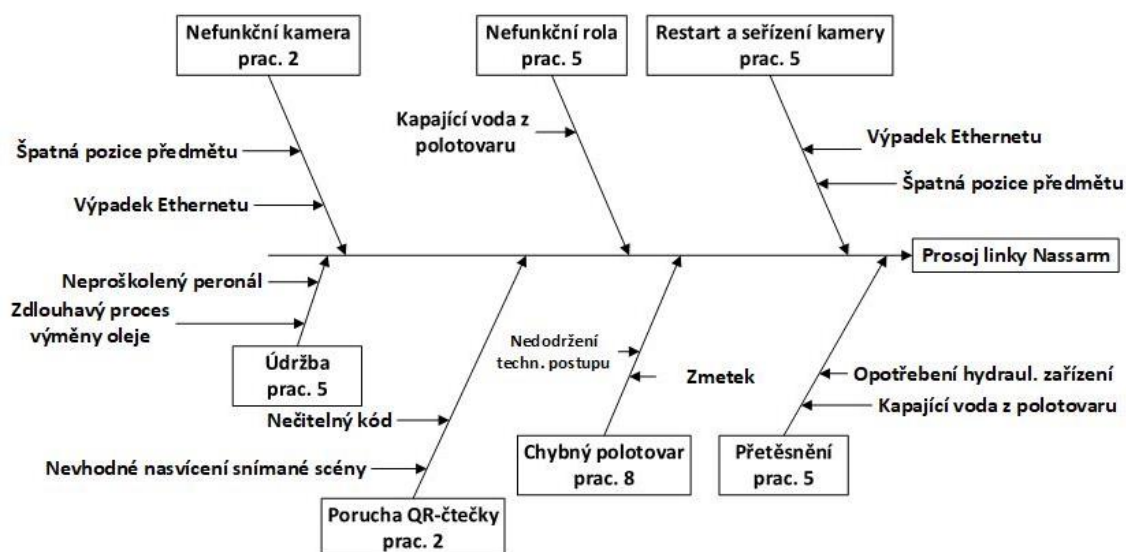 Nefunkční kamera
prac. 2
Nefunkční rola
prac. 5
Restart a seřízení kamery
prac. 5
Kapající voda z
polotovaru
Špatná pozice předmětu
Výpadek Ethernetu
Výpadek Ethernetu
Špatná pozice předmětu
Prosoj linky Nassarm
Neproškolený peronál
Zdlouhavý proces
výměny oleje
Údržba
prac. 5
Nečitelný kód
Nevhodné nasvícení snímané scény
Porucha QR-čtečky
prac. 2
Nedodržení
techn. postupu
Zmetek
Chybný polotovar
prac. 8
Opotřebení hydraul. zařízení
Kapající voda z polotovaru
Přetěsnění
prac. 5